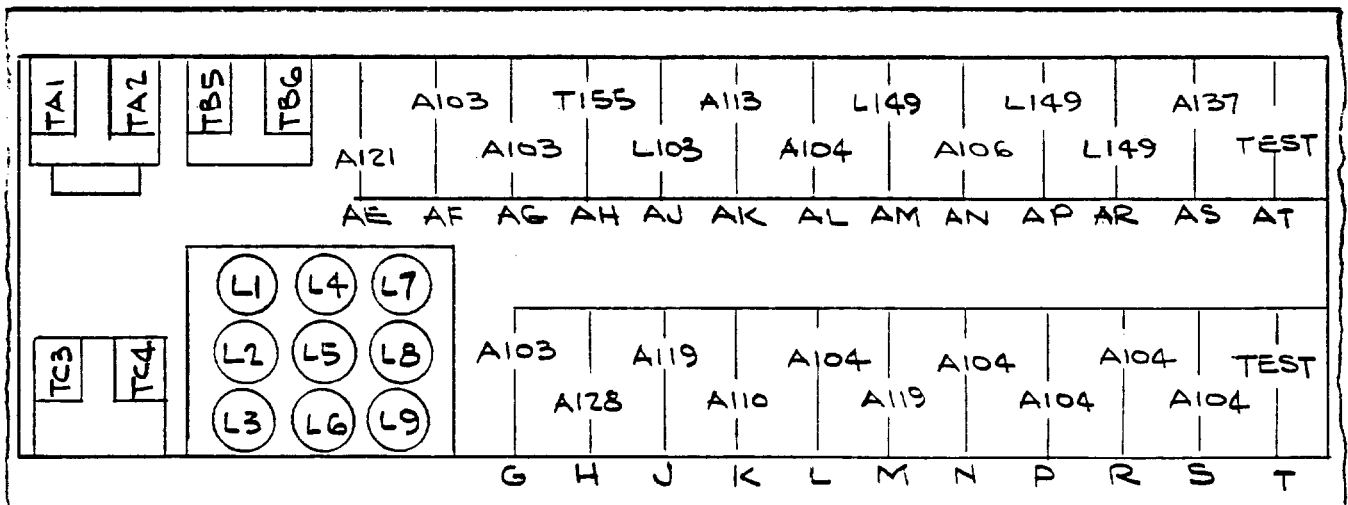 TA1 TA2 TB5 TB6
A103 T155 A113 L149 L149 A137
A121 A103 L103 A104 A106 L149 TEST
AE AF AG AH AJ AK AL AM AN AP AR AS AT
L1 L4 L7
L2 L5 L8
L3 L6 L9
TC3 TC4
A103 A119 A104 A104 A104 TEST
A128 A110 A119 A104 A104
G H J K L M N P R S T